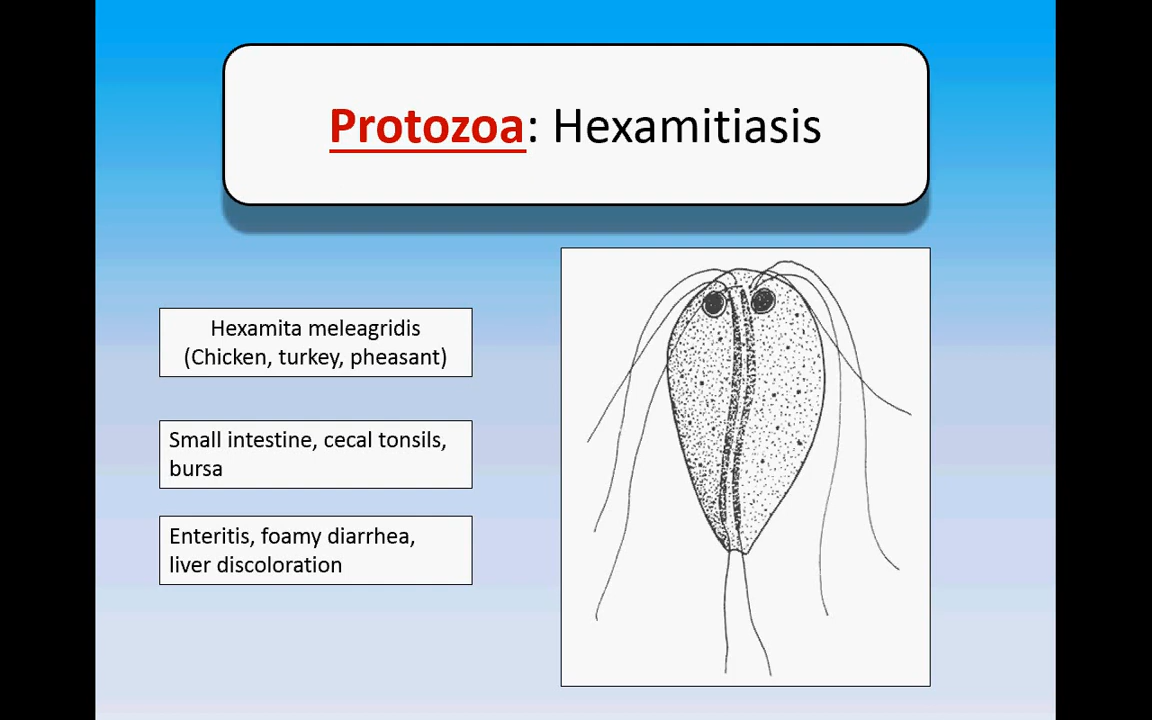 Protozoa: Hexamitiasis
Hexamita meleagridis
(Chicken, turkey, pheasant)
Small intestine, cecal tonsils,
bursa
Enteritis, foamy diarrhea,
liver discoloration